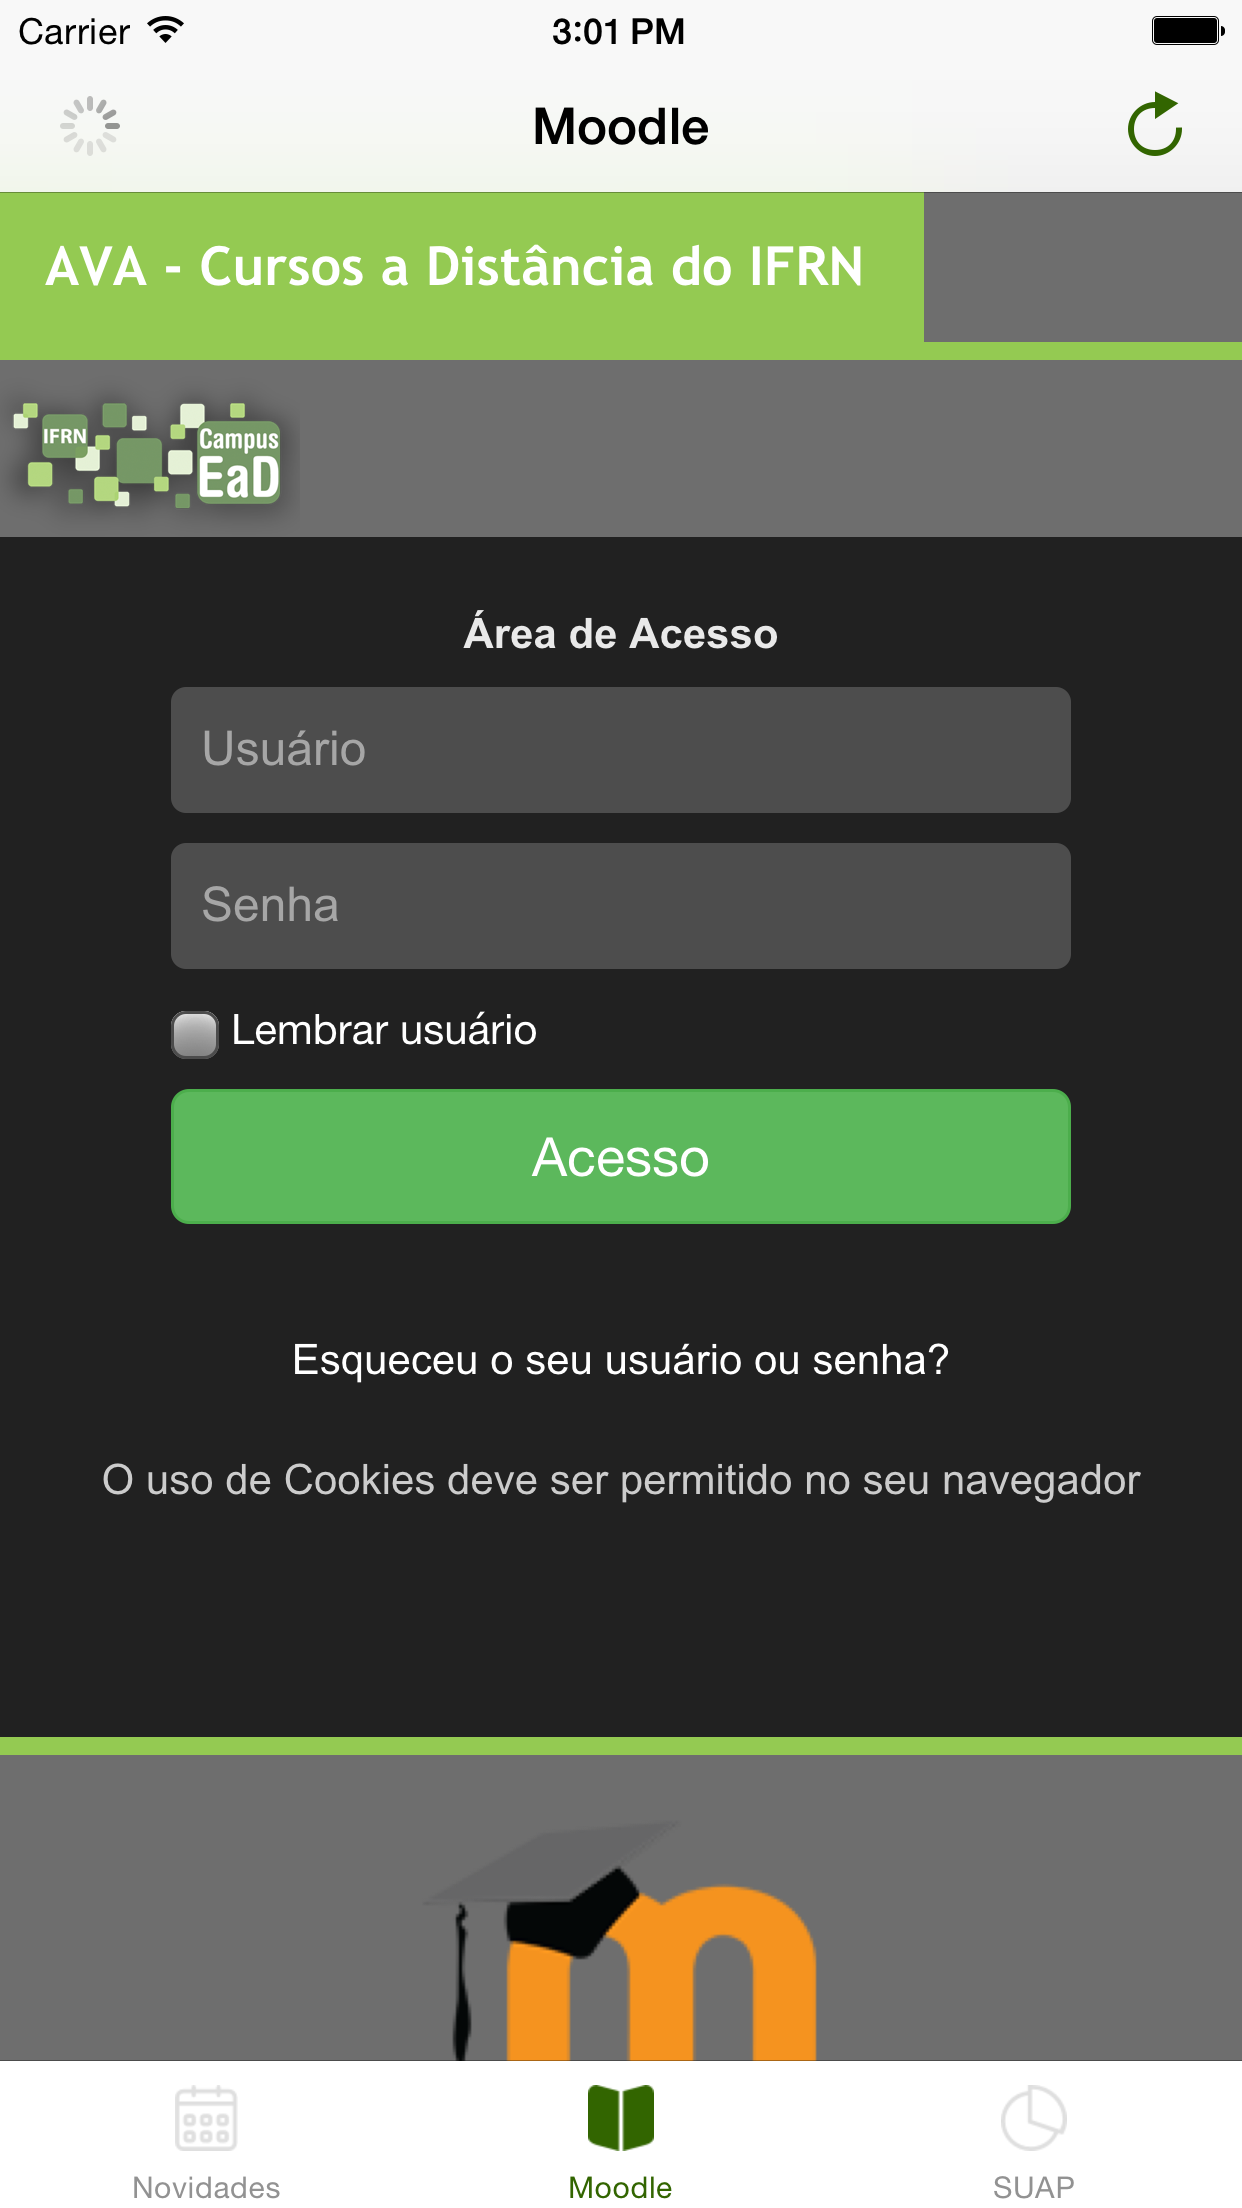 Carrier
3:01 PM
Moodle
AVA - Cursos a Distância do IFRN
IFRN
Campus
EaD
Área de Acesso
Usuário
Senha
Lembrar usuário
Acesso
Esqueceu o seu usuário ou senha?
O uso de Cookies deve ser permitido no seu navegador
m
Novidades
Moodle
SUAP